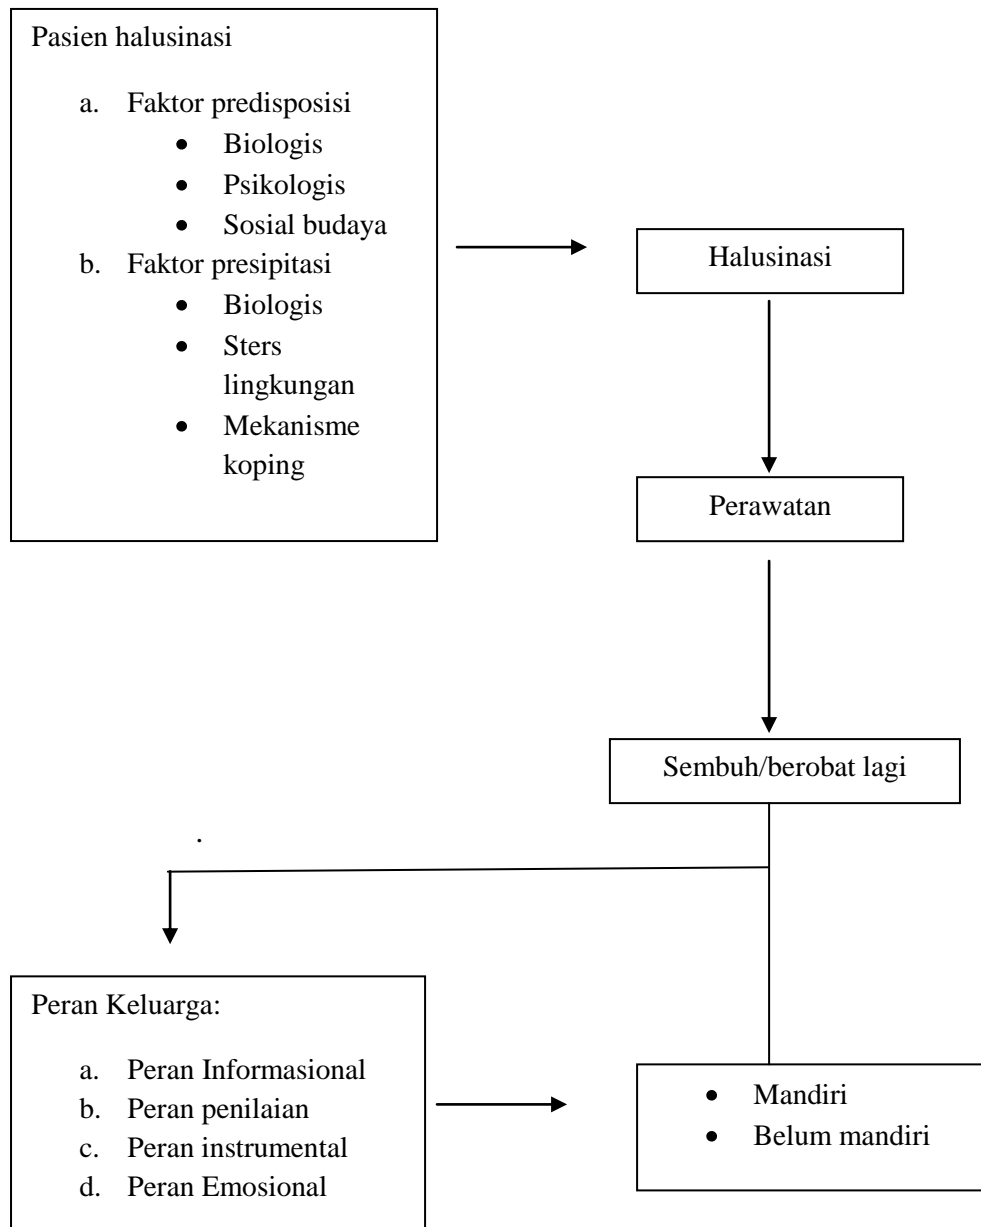 Pasien halusinasi
a. Faktor predisposisi
• Biologis
• Psikologis
• Sosial budaya
b. Faktor presipitasi
• Biologis
• Sters
lingkungan
• Mekanisme
koping
Halusinasi
Perawatan
Sembuh/berobat lagi
.
Peran Keluarga:
a. Peran Informasional
b. Peran penilaian
c. Peran instrumental
d. Peran Emosional
• Mandiri
• Belum mandiri